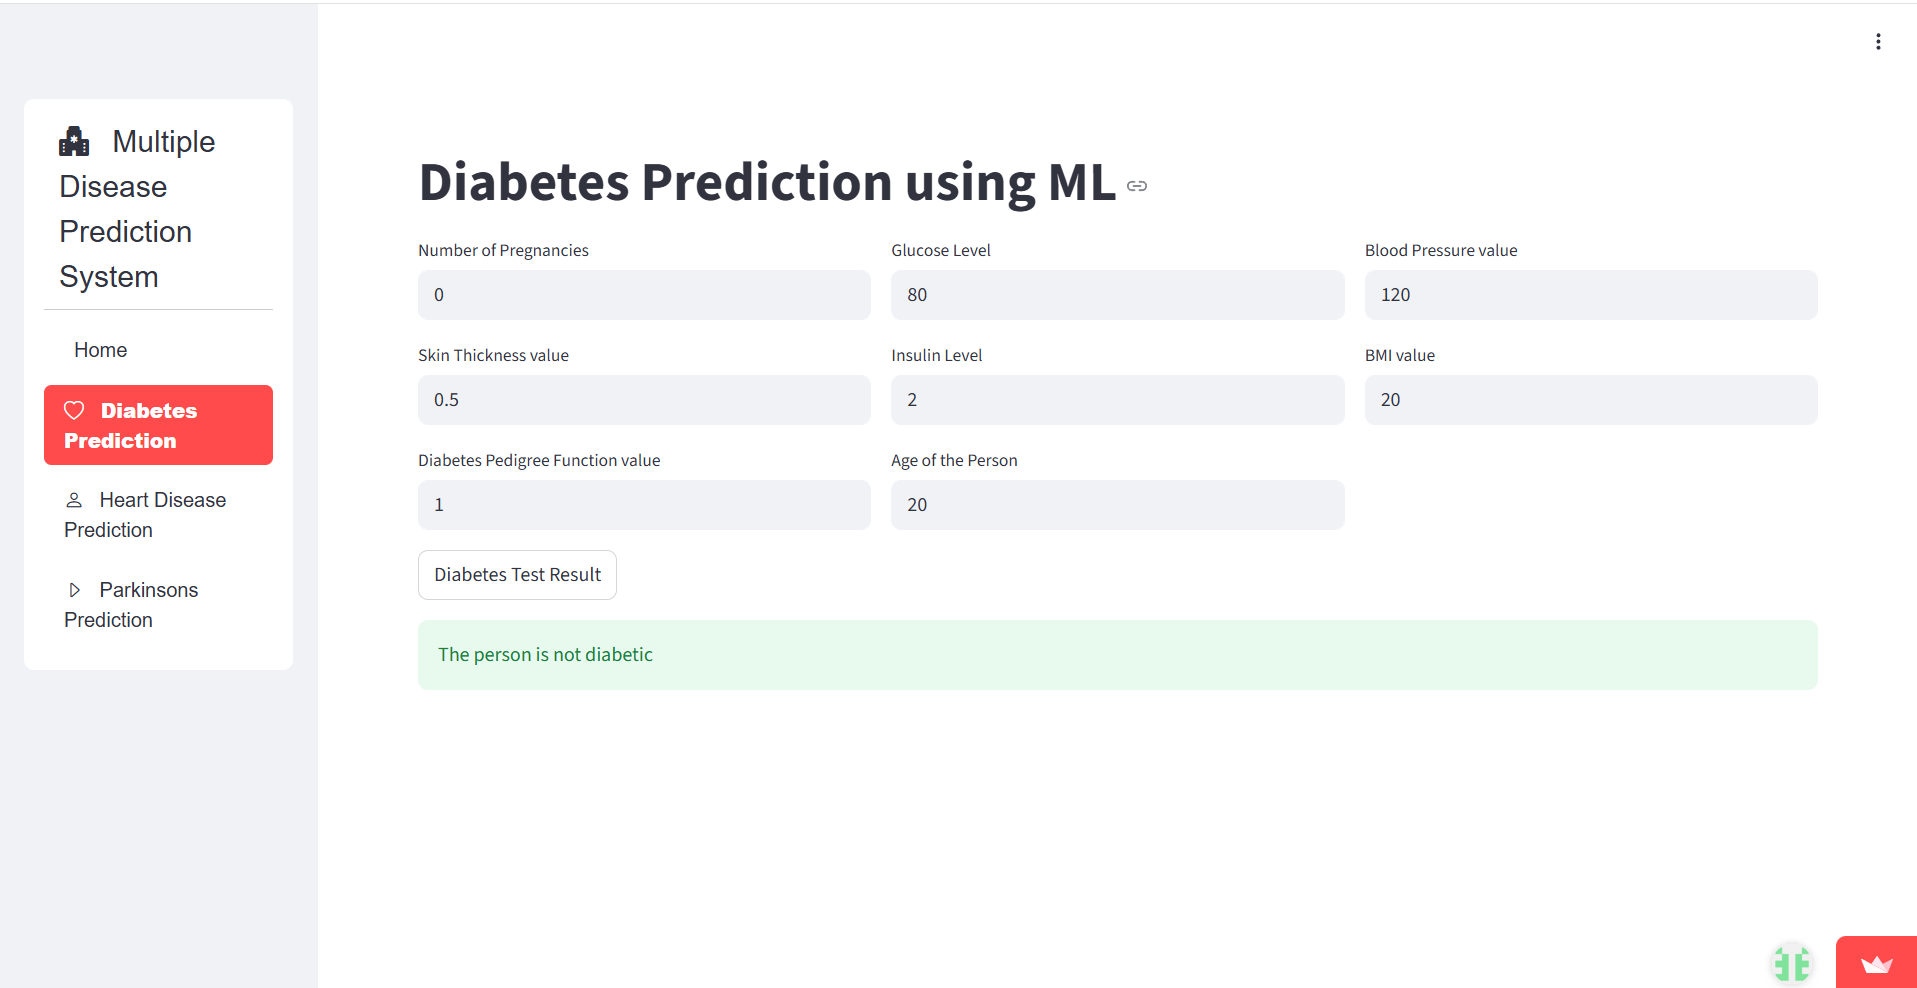 Multiple
Disease
Prediction
System
Home
Diabetes
Prediction
Heart Disease
Prediction
Parkinsons
Prediction
Diabetes Prediction using ML
Number of Pregnancies
Glucose Level
Blood Pressure value
0
80
120
Skin Thickness value
Insulin Level
BMI value
0.5
2
20
Diabetes Pedigree Function value
Age of the Person
1
20
Diabetes Test Result
The person is not diabetic